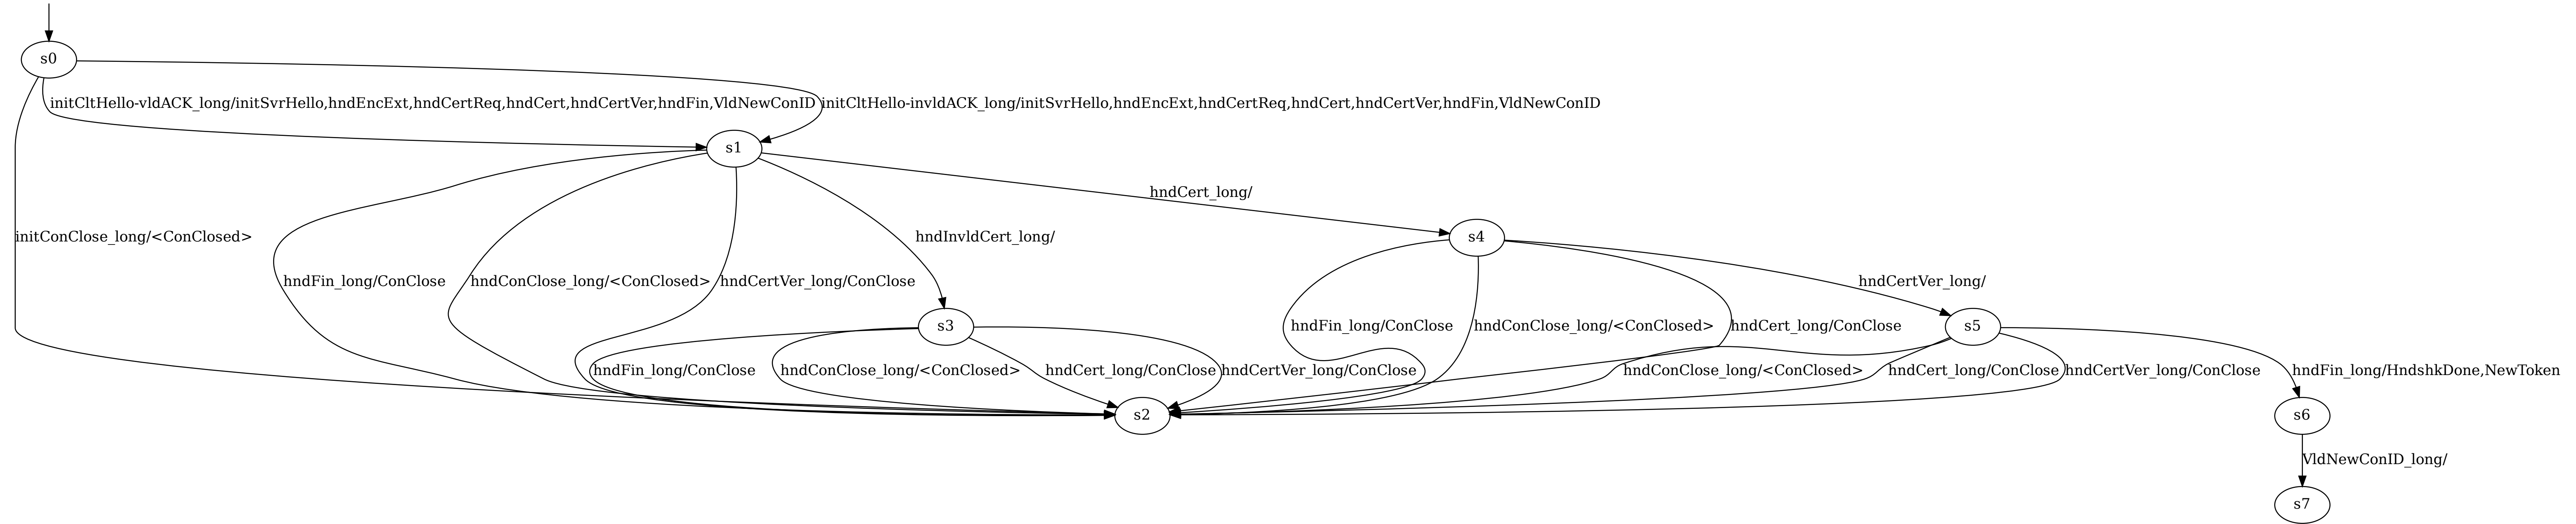 s0
initCltHello-vldACK_long/initSvrHello,hndEncExt,hndCertReq,hndCert,hndCertVer,hndFin,VldNewConID
initCltHello-invldACK_long/initSvrHello,hndEncExt,hndCertReq,hndCert,hndCertVer,hndFin,VldNewConID
s1
hndCert_long/
initConClose_long/<ConClosed>
hndInvldCert_long/
s4
hndFin_long/ConClose
hndConClose_long/<ConClosed>
hndCertVer_long/ConClose
hndCertVer_long/
s3
hndFin_long/ConClose
hndConClose_long/<ConClosed>
hndCert_long/ConClose
s5
hndFin_long/ConClose
hndConClose_long/<ConClosed>
hndCert_long/ConClose
hndCertVer_long/ConClose
hndConClose_long/<ConClosed>
hndCert_long/ConClose
hndCertVer_long/ConClose
hndFin_long/HndshkDone,NewToken
s2
s6
VldNewConID_long/
s7